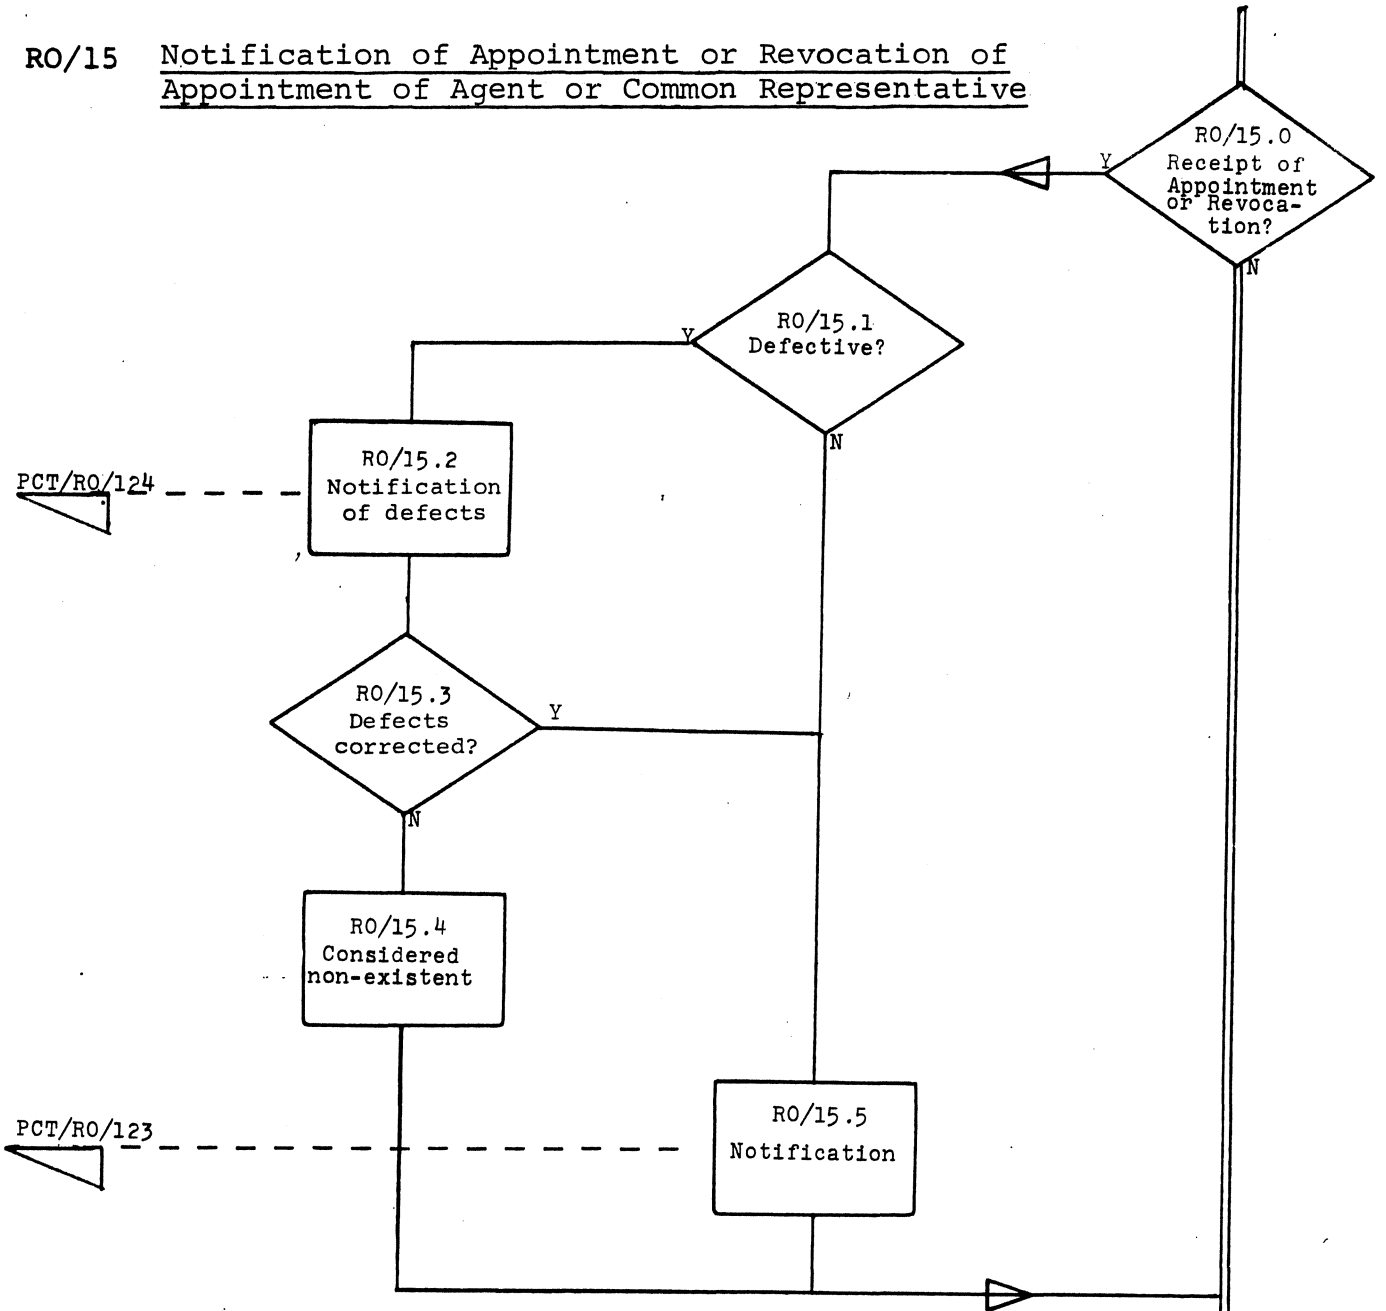 RO/15 Notification of Appointment or Revocation of
Appointment of Agent or Common Representative
RO/15.0
Receipt of
Appointment
or Revoca-
tion?
Y
N
RO/15.1
Defective?
Y
N
RO/15.2
Notification
of defects
PCT/RO/124
RO/15.3
Defects
corrected?
Y
N
RO/15.4
Considered
non-existent
RO/15.5
Notification
PCT/RO/123